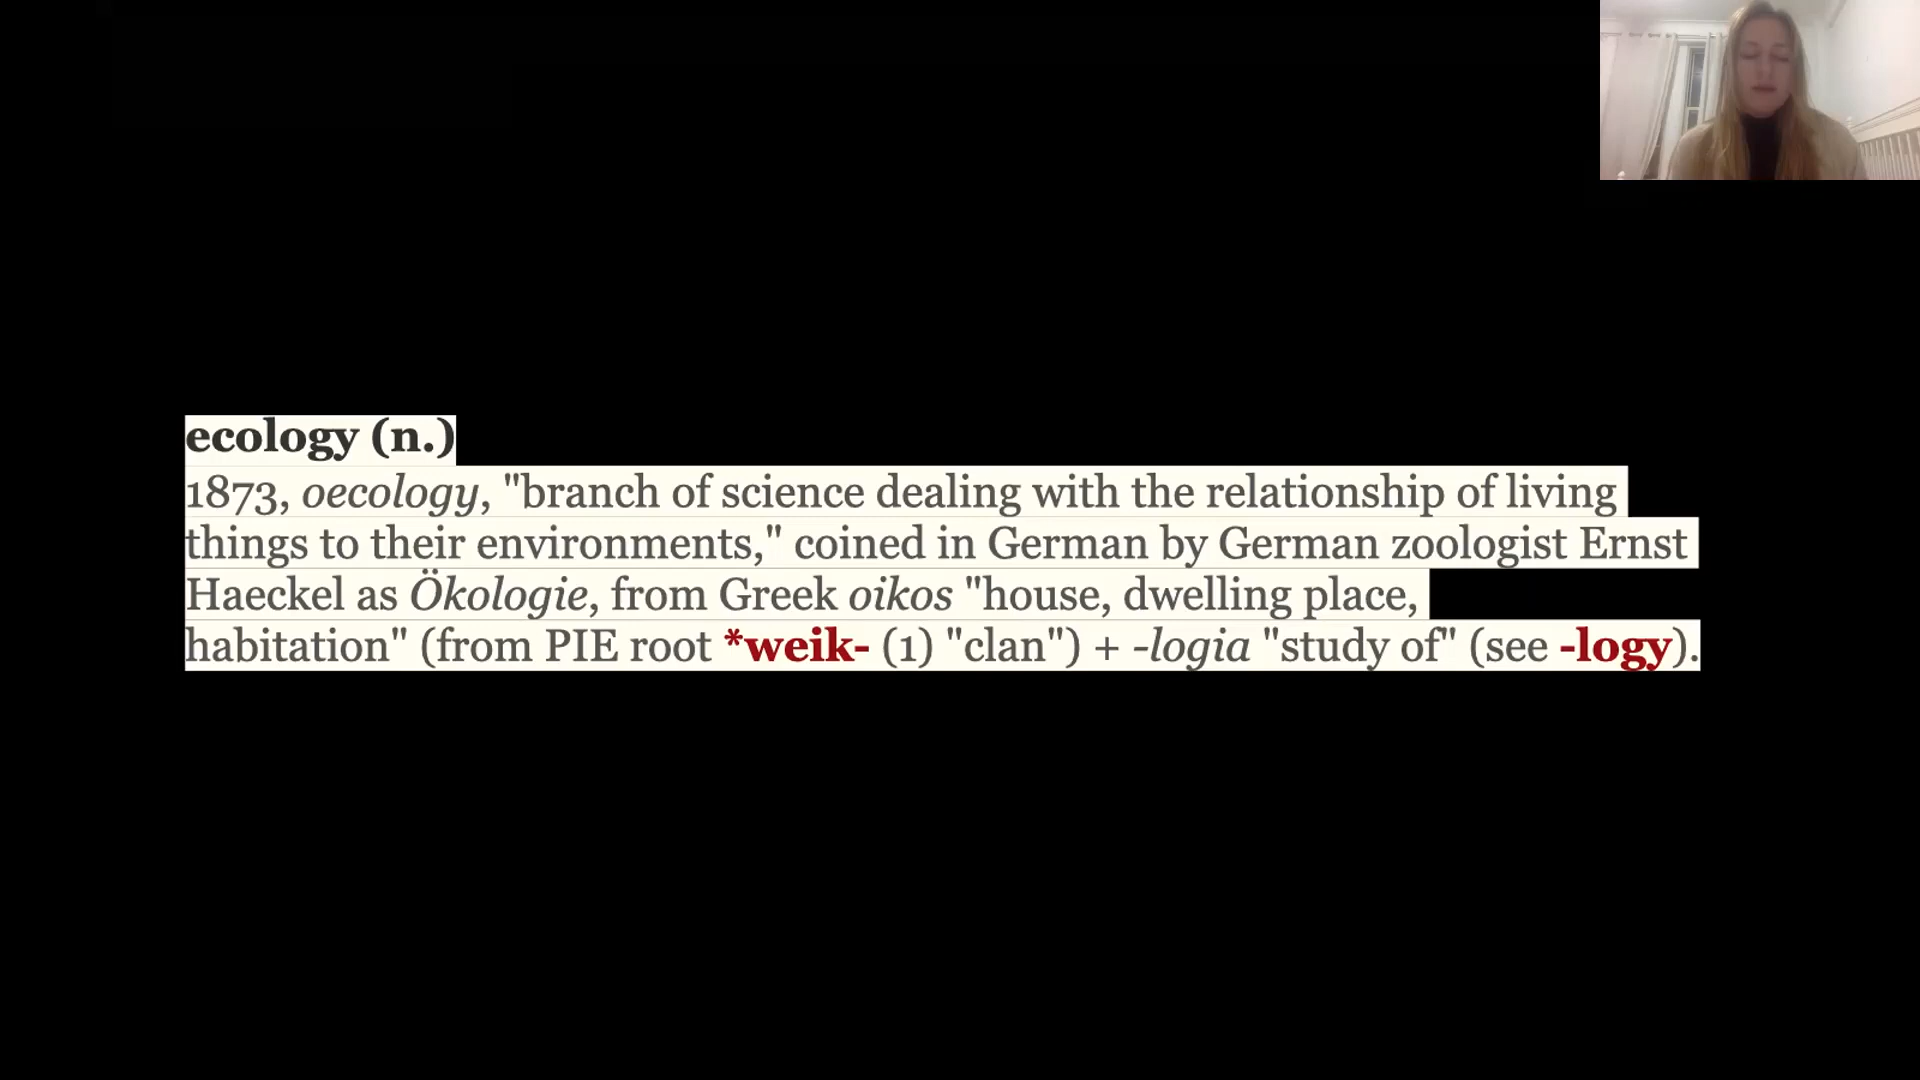 ecology (n.)
1873, oecology, "branch of science dealing with the relationship of living
things to their environments," coined in German by German zoologist Ernst
Haeckel as Ökologie, from Greek oikos "house, dwelling place,
habitation" (from PIE root *weik- (1) "clan") + -logia "study of" (see -logy).